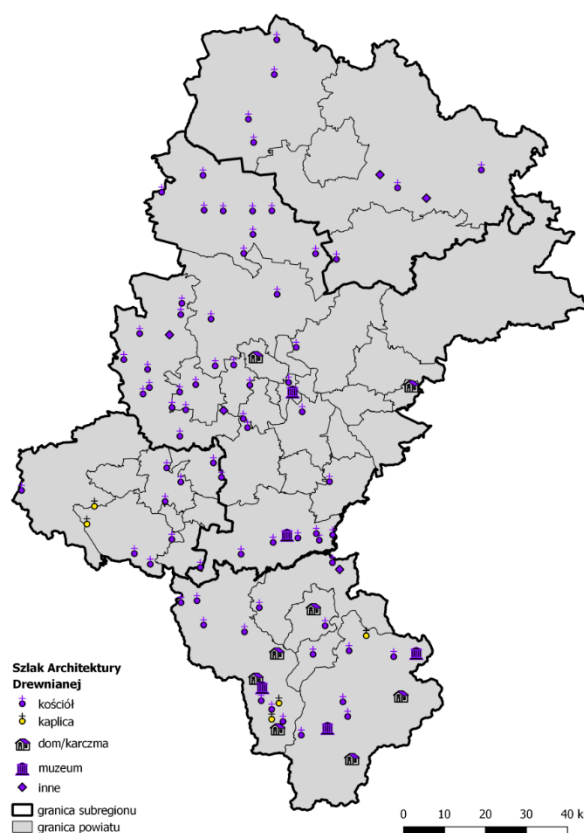 Szlak Architektury
Drewnianej
kościół
kaplica
dom/karczma
muzeum
inne
granica subregionu
granica powiatu
0 10 20 30 40 k